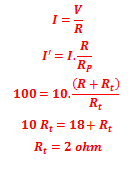 I = V/R
I' = I. R/R_P
100 = 10. (R + R_t)/R_t
10 R_t = 18 + R_t
R_t = 2 ohm